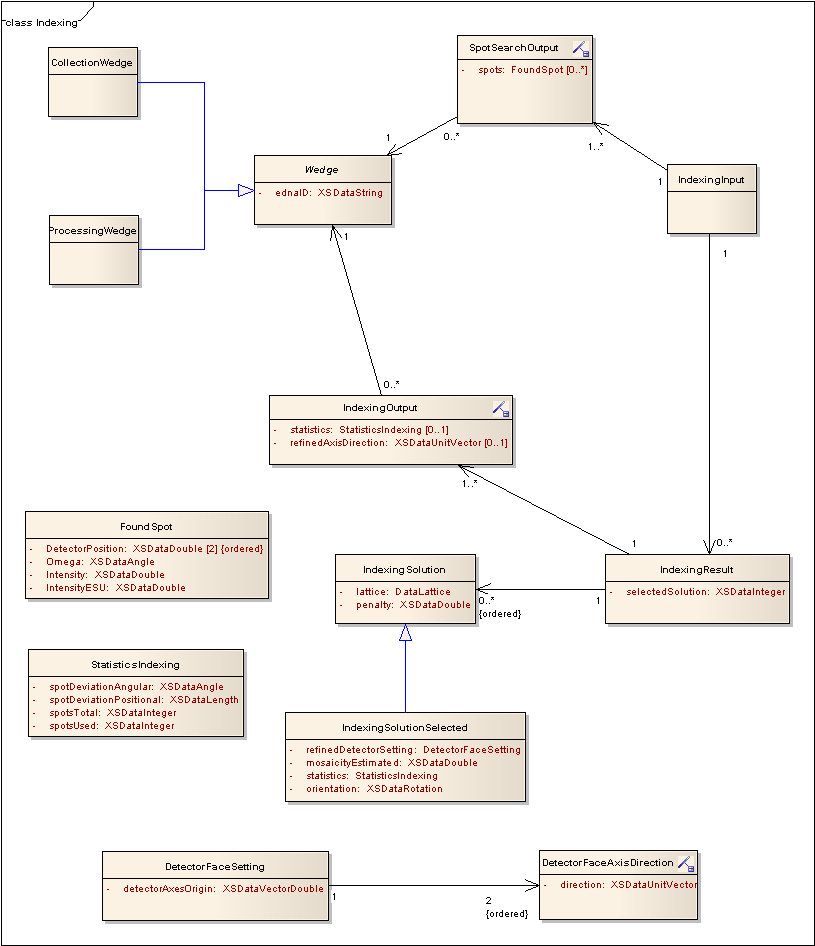 class Indexing
CollectionWedge
SpotSearchOutput
- spots: FoundSpot [0..*]
1
0..*
1..*
1
Wedge
- ednaID: XSDataString
IndexingInput
ProcessingWedge
1
1
0..*
IndexingOutput
- statistics: StatisticsIndexing [0..1]
- refinedAxisDirection: XSDataUnitVector [0..1]
1..*
FoundSpot
- DetectorPosition: XSDataDouble [2] {ordered}
- Omega: XSDataAngle
- Intensity: XSDataDouble
- IntensityESU: XSDataDouble
1
0..*
IndexingSolution
- lattice: DataLattice
- penalty: XSDataDouble
0..*
{ordered}
1
IndexingResult
- selectedSolution: XSDataInteger
StatisticsIndexing
- spotDeviationAngular: XSDataAngle
- spotDeviationPositional: XSDataLength
- spotsTotal: XSDataInteger
- spotsUsed: XSDataInteger
IndexingSolutionSelected
- refinedDetectorSetting: DetectorFaceSetting
- mosaicityEstimated: XSDataDouble
- statistics: StatisticsIndexing
- orientation: XSDataRotation
DetectorFaceSetting
- detectorAxesOrigin: XSDataVectorDouble
1
2
{ordered}
DetectorFaceAxisDirection
- direction: XSDataUnitVector